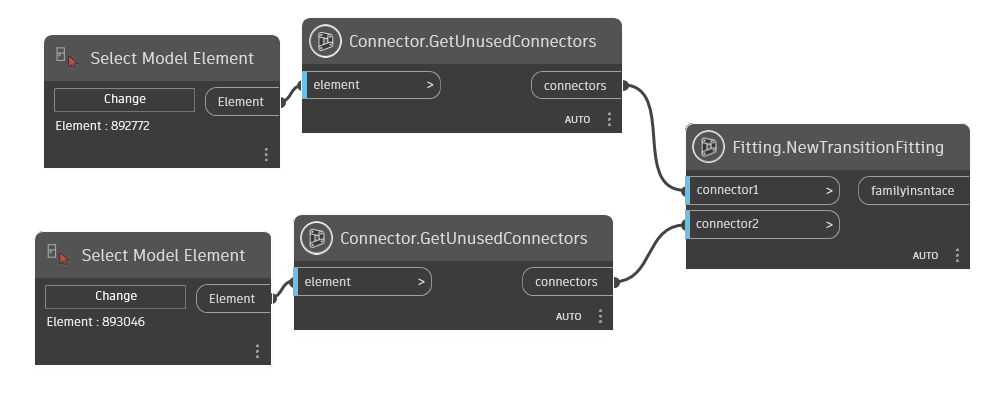 Select Model Element
Change
Element
Element : 892772
Connector.GetUnusedConnectors
element >
connectors
AUTO
Fitting.NewTransitionFitting
connector1 >
familyinsntace
connector2 >
AUTO
Select Model Element
Change
Element
Element : 893046
Connector.GetUnusedConnectors
element >
connectors
AUTO